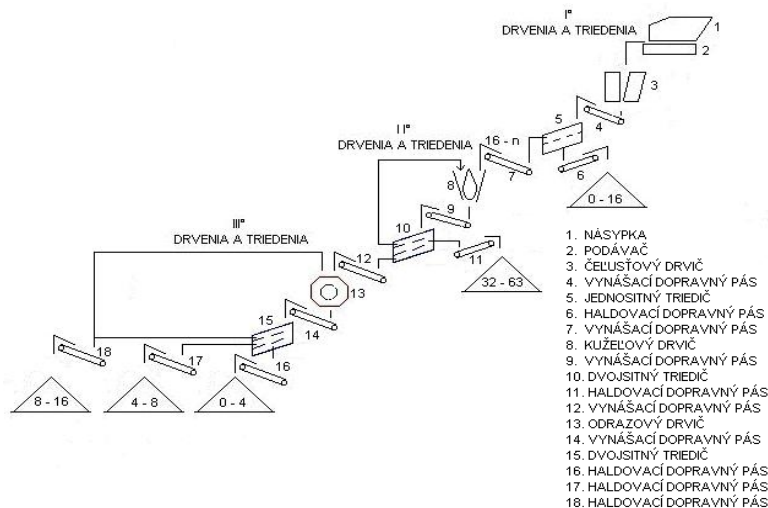 I°
DRVENIA A TRIEDENIA
1
2
3
4
5
6
0 - 16
16 - n
7
II°
DRVENIA A TRIEDENIA
8
9
10
11
32 - 63
III°
DRVENIA A TRIEDENIA
12
13
14
15
16
17
18
8 - 16
4 - 8
0 - 4
1. NÁSYPKA
2. PODÁVAČ
3. ČEĽUSŤOVÝ DRVIČ
4. VYNÁŠACÍ DOPRAVNÝ PÁS
5. JEDNOSITNÝ TRIEDIČ
6. HALDOVACÍ DOPRAVNÝ PÁS
7. VYNÁŠACÍ DOPRAVNÝ PÁS
8. KUŽEĽOVÝ DRVIČ
9. VYNÁŠACÍ DOPRAVNÝ PÁS
10. DVOJSITNÝ TRIEDIČ
11. HALDOVACÍ DOPRAVNÝ PÁS
12. VYNÁŠACÍ DOPRAVNÝ PÁS
13. ODRAZOVÝ DRVIČ
14. VYNÁŠACÍ DOPRAVNÝ PÁS
15. DVOJSITNÝ TRIEDIČ
16. HALDOVACÍ DOPRAVNÝ PÁS
17. HALDOVACÍ DOPRAVNÝ PÁS
18. HALDOVACÍ DOPRAVNÝ PÁS